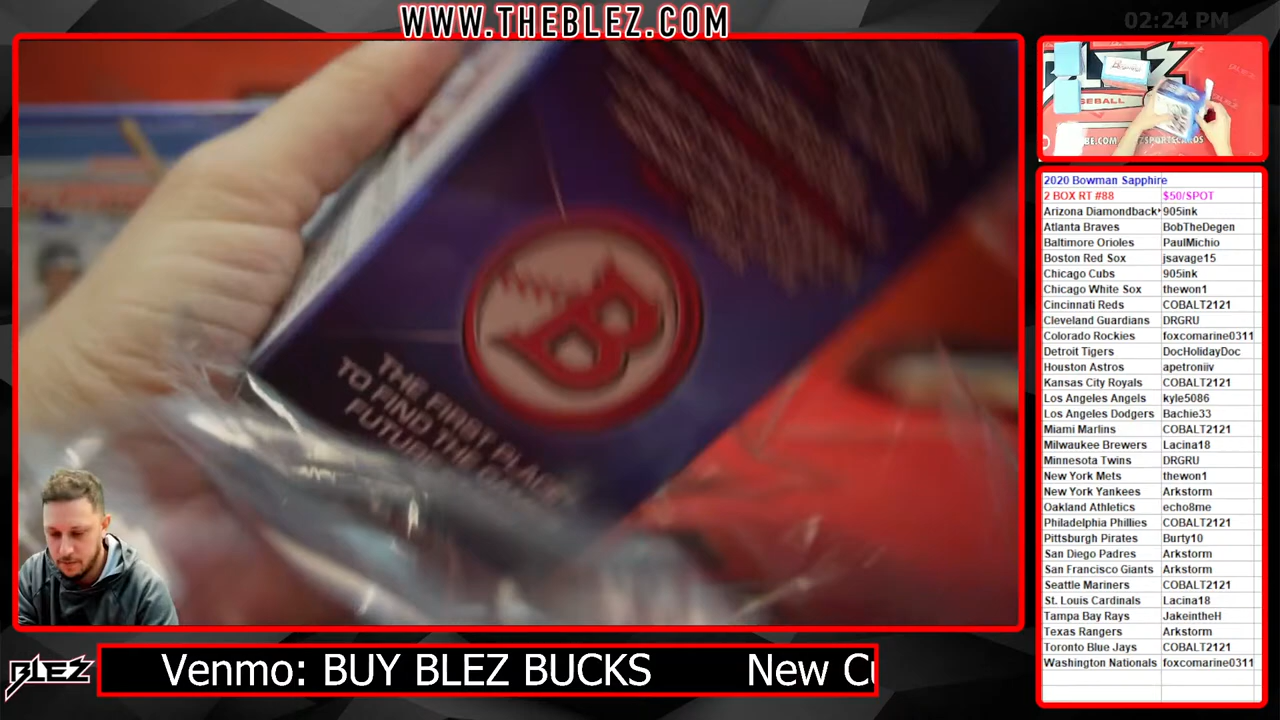 WWW.THEBLEZ.COM
02:24 PM
2020 Bowman Sapphire
2 BOX RT #88 $50/SPOT
Arizona Diamondback 905ink
Atlanta Braves BobTheDegen
Baltimore Orioles PaulMichio
Boston Red Sox jsavage15
Chicago Cubs 905ink
Chicago White Sox thewon1
Cincinnati Reds COBALT2121
Cleveland Guardians DRGRU
Colorado Rockies foxcomarine0311
Detroit Tigers DocHolidayDoc
Houston Astros apetroniiv
Kansas City Royals COBALT2121
Los Angeles Angels kyle5086
Los Angeles Dodgers Bachie33
Miami Marlins COBALT2121
Milwaukee Brewers Lacina18
Minnesota Twins DRGRU
New York Mets thewon1
New York Yankees Arkstorm
Oakland Athletics echo8me
Philadelphia Phillies COBALT2121
Pittsburgh Pirates Burty10
San Diego Padres Arkstorm
San Francisco Giants Arkstorm
Seattle Mariners COBALT2121
St. Louis Cardinals Lacina18
Tampa Bay Rays JakeintheH
Texas Rangers Arkstorm
Toronto Blue Jays COBALT2121
Washington Nationals foxcomarine0311
B
THE FIRST PLACE
TO FIND THE
FUTURE
BLEZ
Venmo: BUY BLEZ BUCKS New Cu